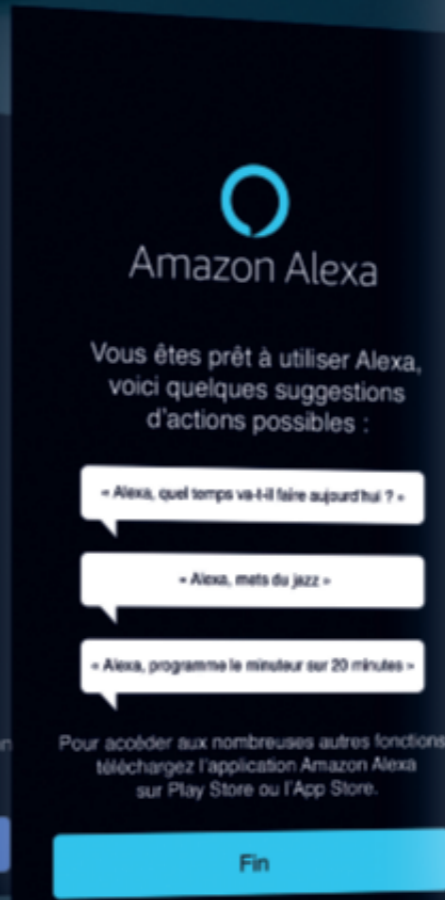 Amazon Alexa
Vous êtes prêt à utiliser Alexa,
voici quelques suggestions
d'actions possibles :
« Alexa, quel temps va-t-il faire aujourd'hui ? »
« Alexa, mets du jazz »
« Alexa, programme le minuteur sur 20 minutes »
Pour accéder aux nombreuses autres fonctions
téléchargez l'application Amazon Alexa
sur Play Store ou l'App Store.
Fin